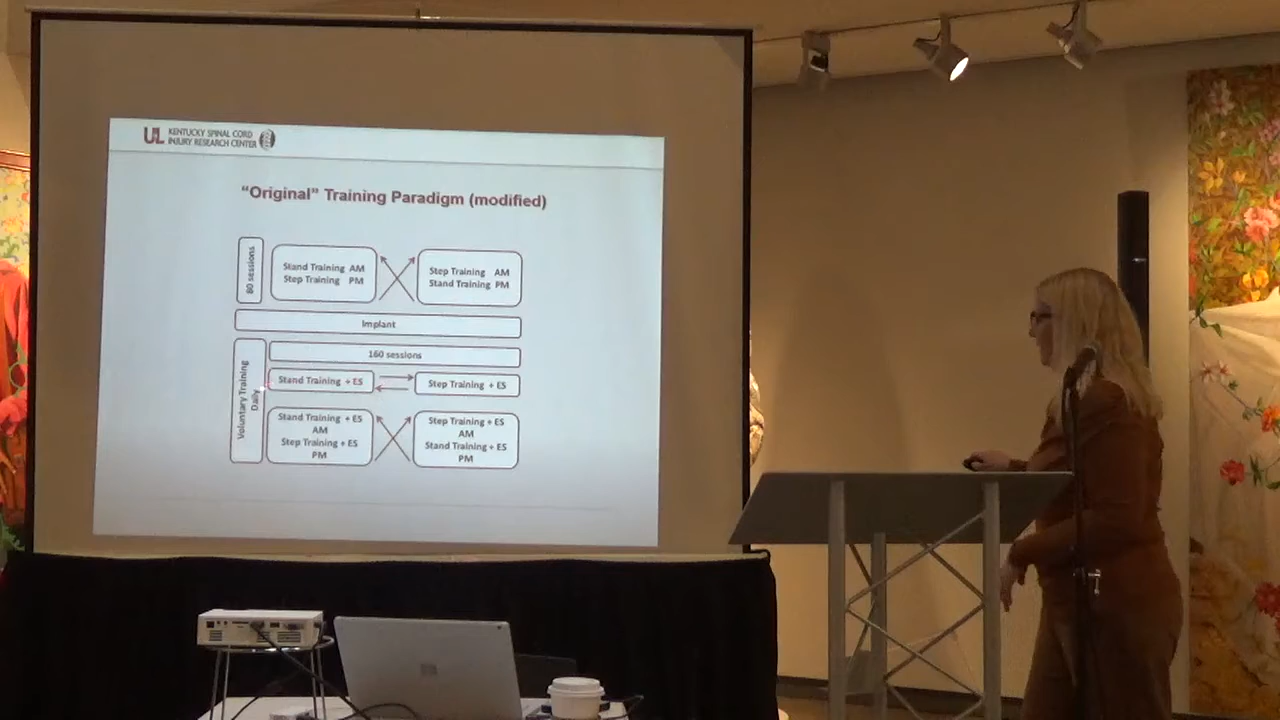 UL KENTUCKY SPINAL CORD
INJURY RESEARCH CENTER
“Original” Training Paradigm (modified)
80 sessions
Stand Training AM
Step Training PM
Step Training AM
Stand Training PM
Implant
Voluntary Training
Daily
160 sessions
Stand Training + ES
Step Training + ES
Stand Training + ES
AM
Step Training + ES
PM
Step Training + ES
AM
Stand Training + ES
PM